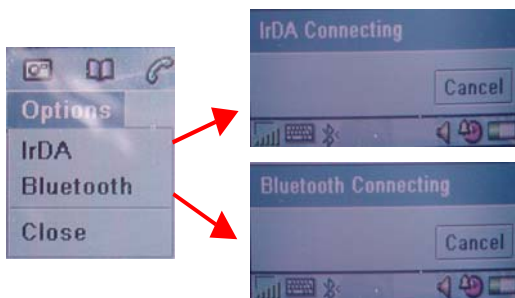 Options
IrDA
Bluetooth
Close
IrDA Connecting
Cancel
Bluetooth Connecting
Cancel